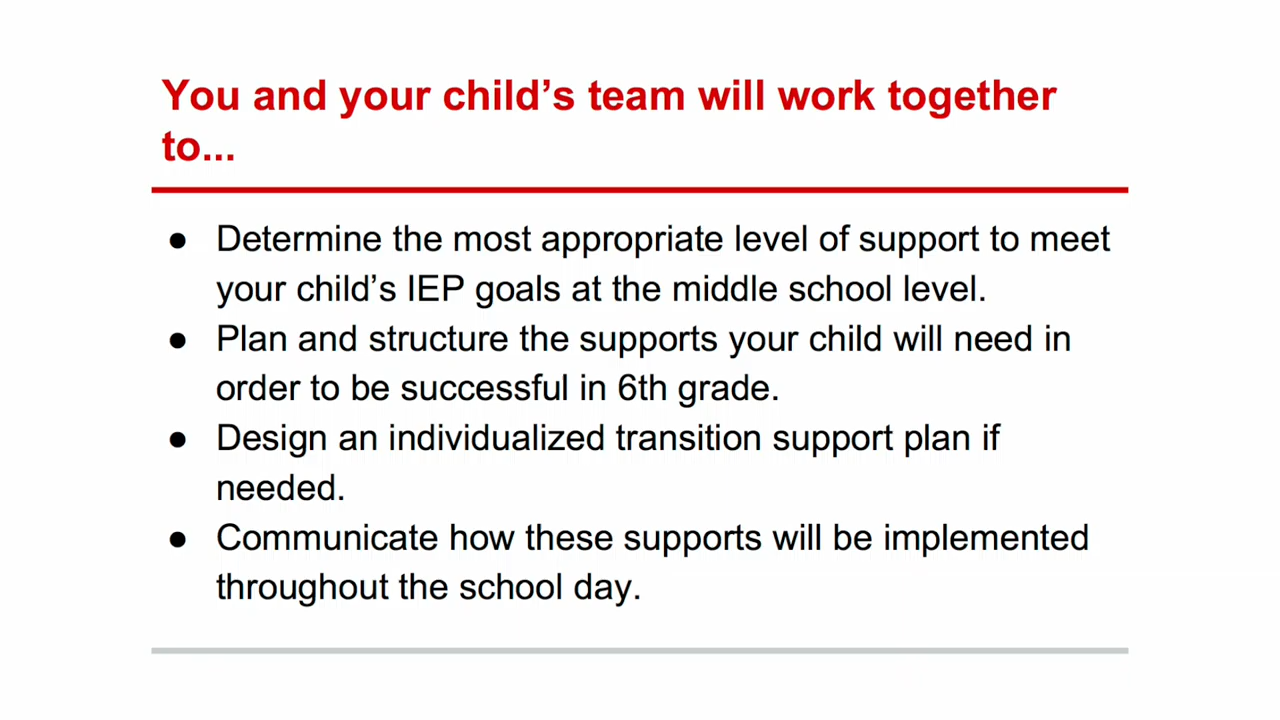 You and your child’s team will work together
to...
● Determine the most appropriate level of support to meet
your child’s IEP goals at the middle school level.
● Plan and structure the supports your child will need in
order to be successful in 6th grade.
● Design an individualized transition support plan if
needed.
● Communicate how these supports will be implemented
throughout the school day.